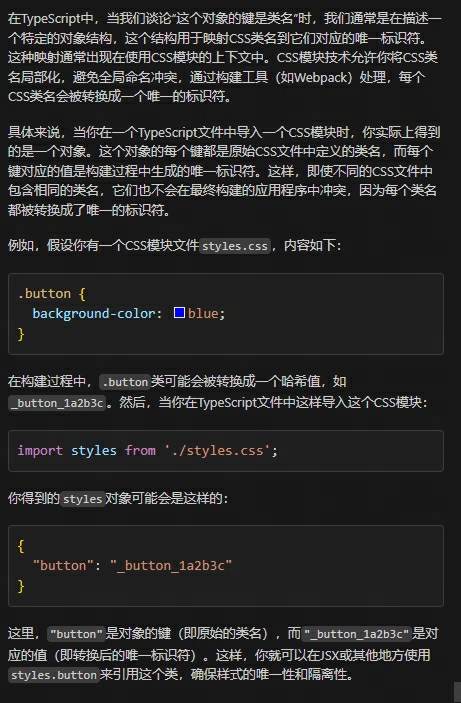 在TypeScript中，当我们谈论“这个对象的键是类名”时，我们通常是在描述一
个特定的对象结构，这个结构用于映射CSS类名到它们对应的唯一标识符。
这种映射通常出现在使用CSS模块的上下文中。CSS模块技术允许你将CSS类
名局部化，避免全局命名冲突，通过构建工具（如Webpack）处理，每个
CSS类名会被转换成一个唯一的标识符。
具体来说，当你在一个TypeScript文件中导入一个CSS模块时，你实际上得到
的是一个对象。这个对象的每个键都是原始CSS文件中定义的类名，而每个
键对应的值是构建过程中生成的唯一标识符。这样，即使不同的CSS文件中
包含相同的类名，它们也不会在最终构建的应用程序中冲突，因为每个类名
都被转换成了唯一的标识符。
例如，假设你有一个CSS模块文件styles.css，内容如下：
.button {
  background-color: blue;
}
在构建过程中，.button类可能会被转换成一个哈希值，如
_button_1a2b3c。然后，当你在TypeScript文件中这样导入这个CSS模块：
import styles from './styles.css';
你得到的styles对象可能会是这样的：
{
  "button": "_button_1a2b3c"
}
这里，"button"是对象的键（即原始的类名），而"_button_1a2b3c"是对
应的值（即转换后的唯一标识符）。这样，你就可以在JSX或其他地方使用
styles.button来引用这个类，确保样式的唯一性和隔离性。